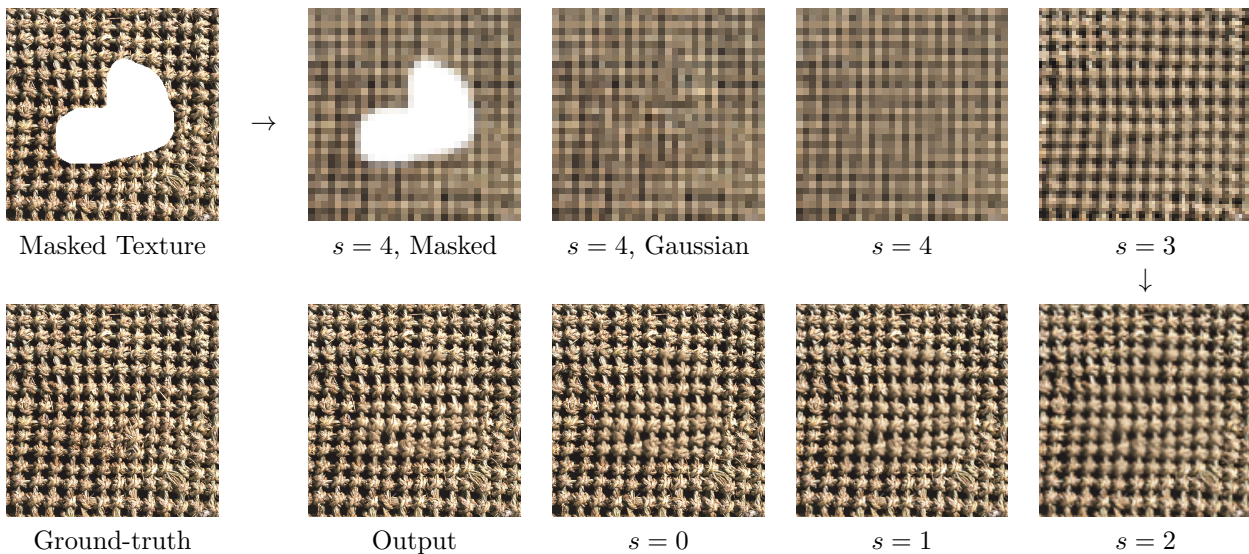 →
Masked Texture
s = 4, Masked
s = 4, Gaussian
s = 4
s = 3
↓
Ground-truth
Output
s = 0
s = 1
s = 2